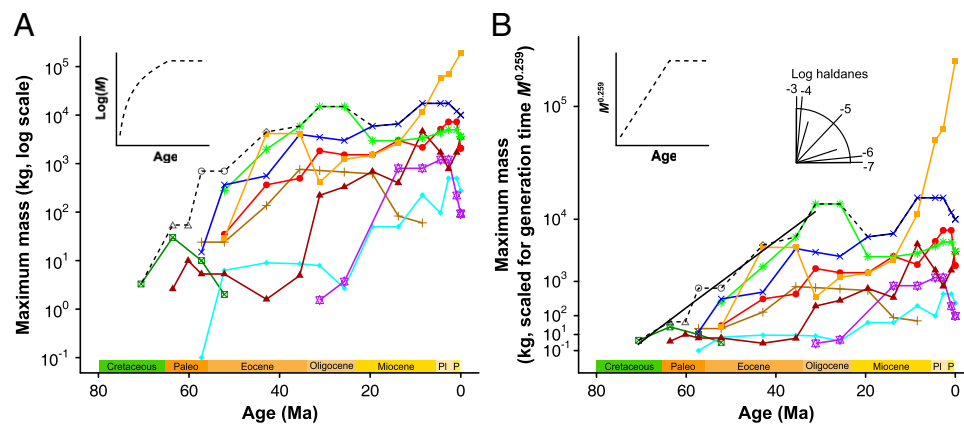 A
Maximum mass (kg, log scale)
10^5
10^4
10^3
10^2
10^1
10^0
10^-1
Log(M)
Age
Cretaceous Paleo Eocene Oligocene Miocene Pl P
80 60 40 20 0
Age (Ma)
B
Maximum mass
(kg, scaled for generation time M^0.259)
10^5
10^4
10^3
10^2
10^1
10^-1
M^0.259
Age
Log haldanes
-3 -4 -5 -6 -7
Cretaceous Paleo Eocene Oligocene Miocene Pl P
80 60 40 20 0
Age (Ma)